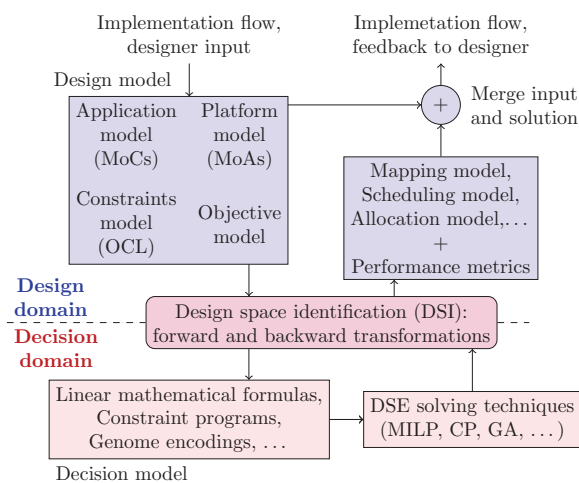 Implementation flow,
designer input
Implemetation flow,
feedback to designer
Design model
Application
model
(MoCs)
Platform
model
(MoAs)
Constraints
model
(OCL)
Objective
model
+
Merge input
and solution
Mapping model,
Scheduling model,
Allocation model,...
+
Performance metrics
Design
domain
Decision
domain
Design space identification (DSI):
forward and backward transformations
Linear mathematical formulas,
Constraint programs,
Genome encodings, ...
Decision model
DSE solving techniques
(MILP, CP, GA, ...)